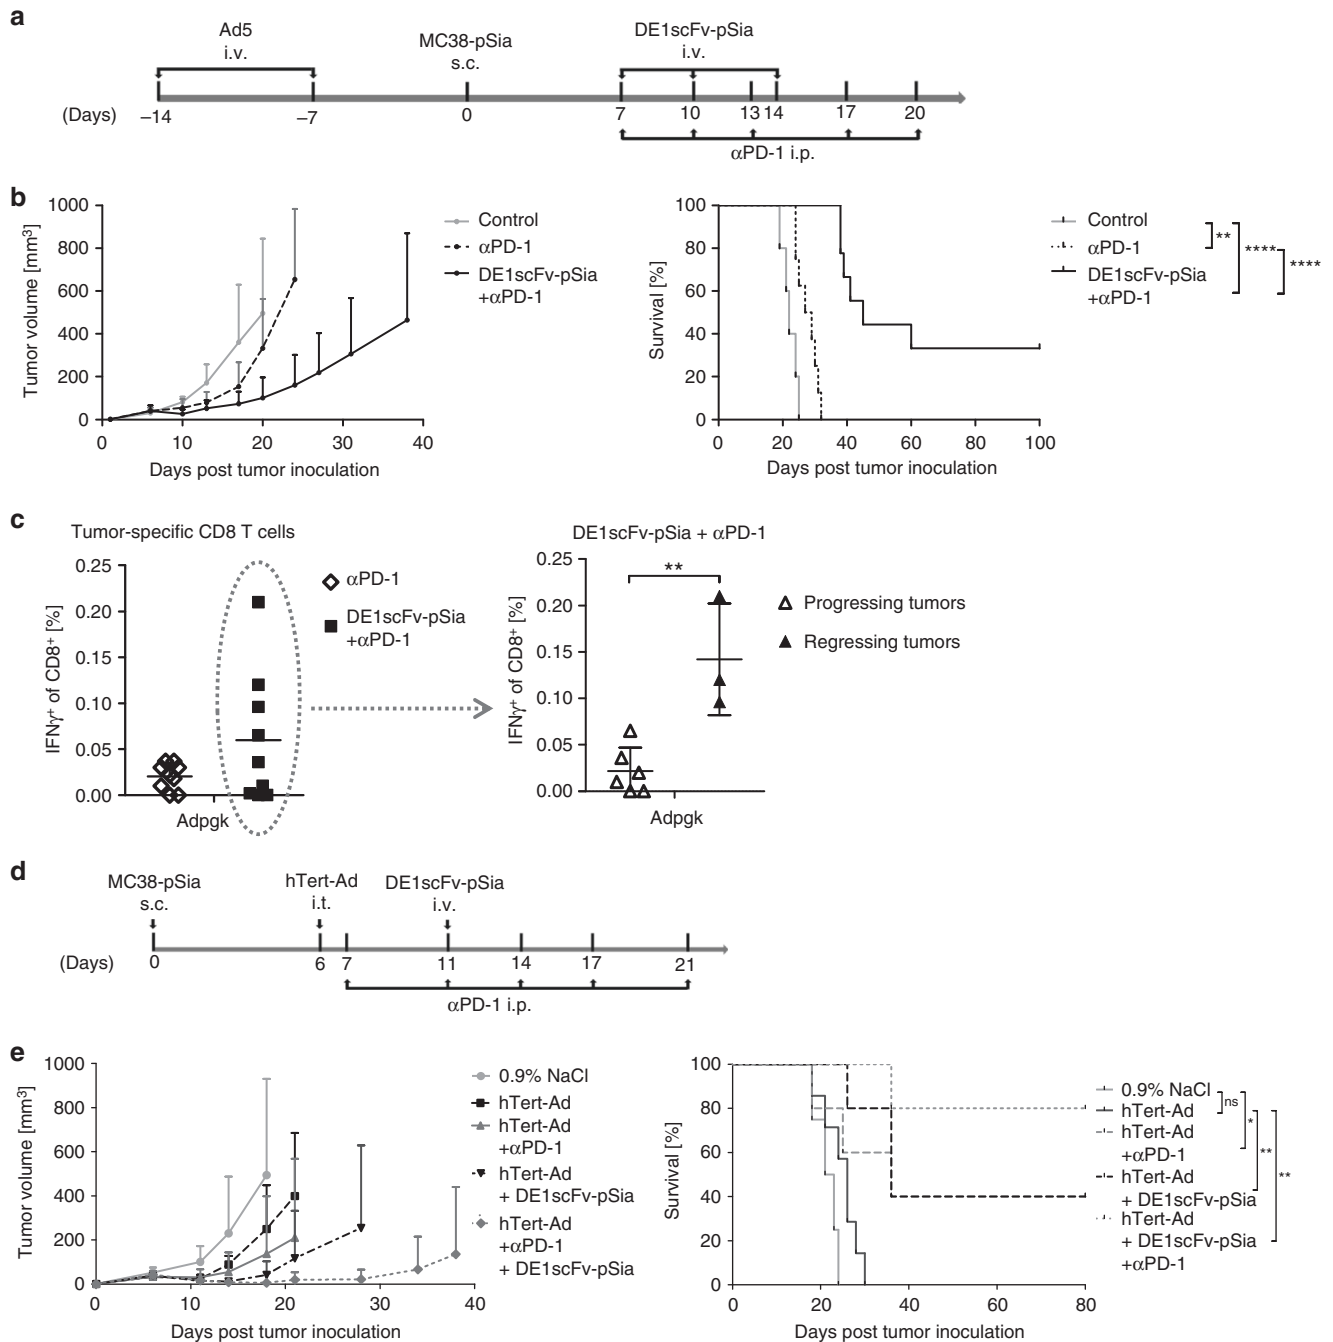 a
Ad5
i.v.
MC38-pSia
s.c.
DE1scFv-pSia
i.v.
(Days)
–14
–7
0
7
10
13
14
17
20
αPD-1 i.p.
b
Tumor volume [mm³]
1000
800
600
400
200
0
0
10
20
30
40
Days post tumor inoculation
Control
αPD-1
DE1scFv-pSia
+αPD-1
Survival [%]
100
80
60
40
20
0
0
20
40
60
80
100
Days post tumor inoculation
Control
αPD-1
DE1scFv-pSia
+αPD-1
**
****
****
c
Tumor-specific CD8 T cells
IFNγ⁺ of CD8⁺ [%]
0.25
0.20
0.15
0.10
0.05
0.00
Adpgk
αPD-1
DE1scFv-pSia
+αPD-1
DE1scFv-pSia + αPD-1
IFNγ⁺ of CD8⁺ [%]
0.25
0.20
0.15
0.10
0.05
0.00
**
Adpgk
Progressing tumors
Regressing tumors
d
MC38-pSia
s.c.
hTert-Ad
i.t.
DE1scFv-pSia
i.v.
(Days)
0
6
7
11
14
17
21
αPD-1 i.p.
e
Tumor volume [mm³]
1000
800
600
400
200
0
0
10
20
30
40
Days post tumor inoculation
0.9% NaCl
hTert-Ad
hTert-Ad
+αPD-1
hTert-Ad
+ DE1scFv-pSia
hTert-Ad
+αPD-1
+ DE1scFv-pSia
Survival [%]
100
80
60
40
20
0
0
20
40
60
80
Days post tumor inoculation
0.9% NaCl
hTert-Ad
hTert-Ad
+αPD-1
hTert-Ad
+ DE1scFv-pSia
hTert-Ad
+ DE1scFv-pSia
+αPD-1
ns
*
**
**